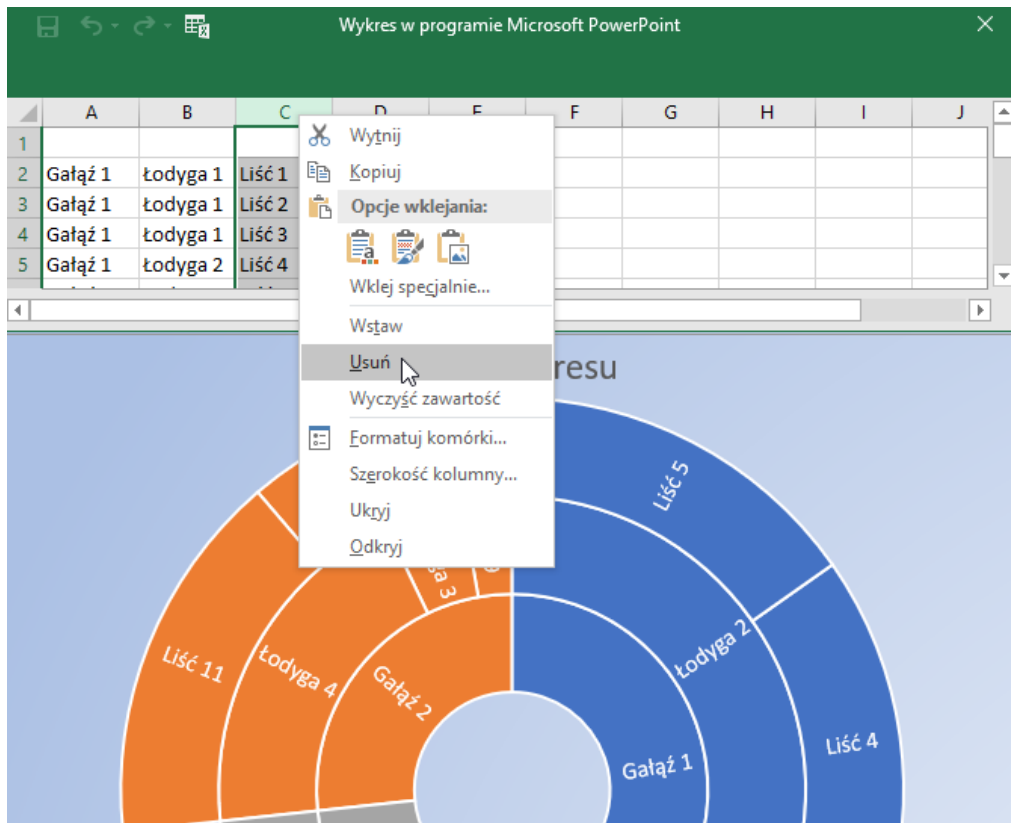 Wykres w programie Microsoft PowerPoint
A B C D E F G H I J
1
2 Gałąź 1 Łodyga 1 Liść 1
3 Gałąź 1 Łodyga 1 Liść 2
4 Gałąź 1 Łodyga 1 Liść 3
5 Gałąź 1 Łodyga 2 Liść 4
Wytnij
Kopiuj
Opcje wklejania:
Wklej specjalnie...
Wstaw
Usuń
Wyczyść zawartość
Formatuj komórki...
Szerokość kolumny...
Ukryj
Odkryj
resu
Liść 5
ga 3
Łodyga 2
Liść 11
Łodyga 4
Gałąź 2
Liść 4
Gałąź 1